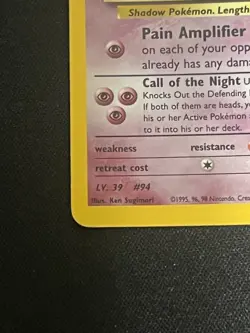 Shadow Pokémon. Length
Pain Amplifier
on each of your opp
already has any dama
Call of the Night U
Knocks Out the Defending
If both of them are heads, y
his or her Active Pokémon
to it into his or her deck.
weakness resistance
retreat cost
LV. 39 #94
Illus. Ken Sugimori ©1995, 96, 98 Nintendo, Crea